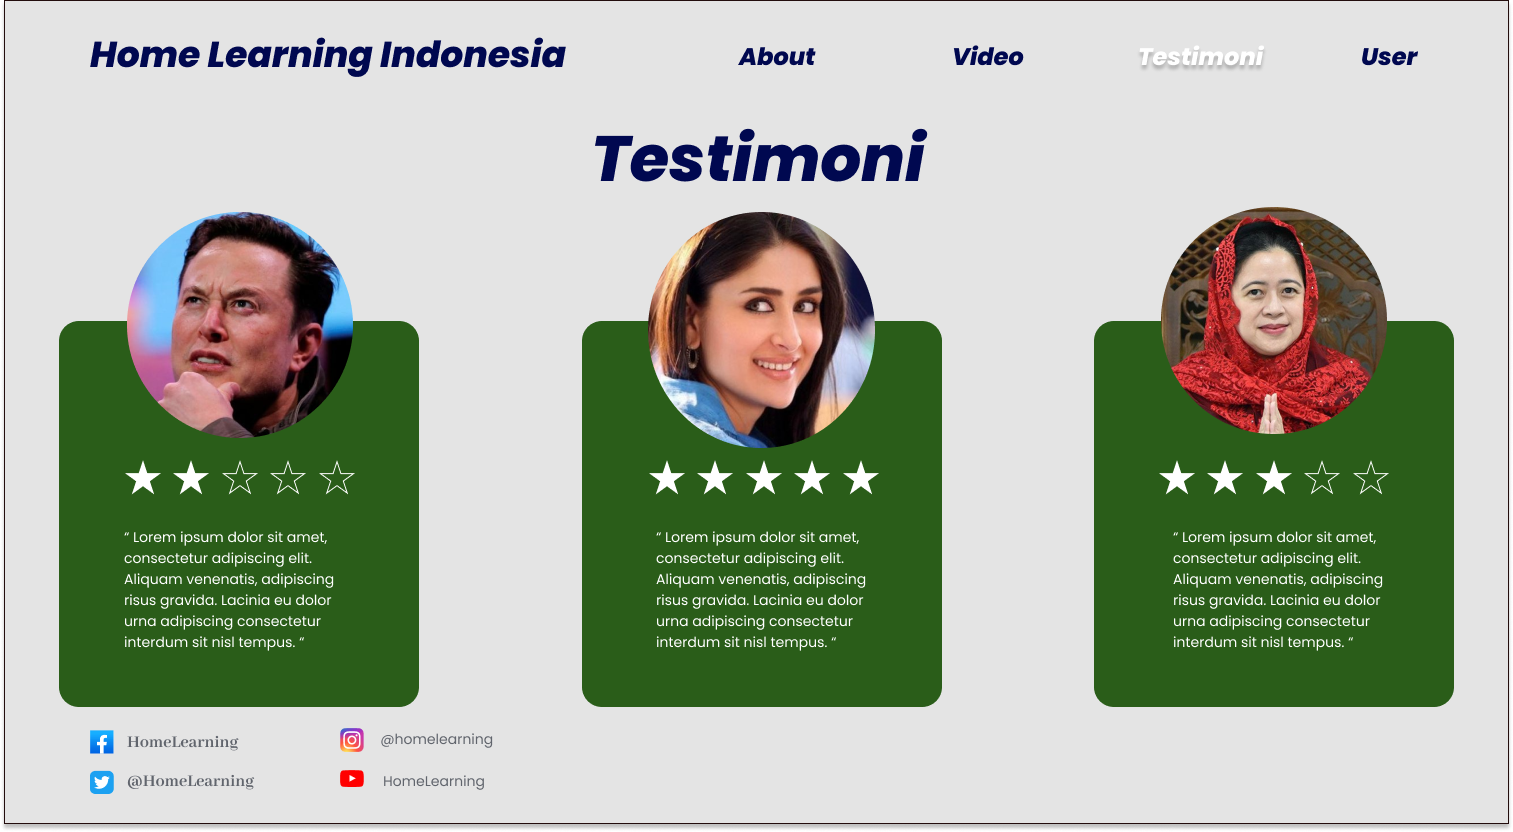 Home Learning Indonesia
About
Video
Testimoni
User
Testimoni
“ Lorem ipsum dolor sit amet,
consectetur adipiscing elit.
Aliquam venenatis, adipiscing
risus gravida. Lacinia eu dolor
urna adipiscing consectetur
interdum sit nisl tempus. “
“ Lorem ipsum dolor sit amet,
consectetur adipiscing elit.
Aliquam venenatis, adipiscing
risus gravida. Lacinia eu dolor
urna adipiscing consectetur
interdum sit nisl tempus. “
“ Lorem ipsum dolor sit amet,
consectetur adipiscing elit.
Aliquam venenatis, adipiscing
risus gravida. Lacinia eu dolor
urna adipiscing consectetur
interdum sit nisl tempus. “
HomeLearning
@homelearning
@HomeLearning
HomeLearning